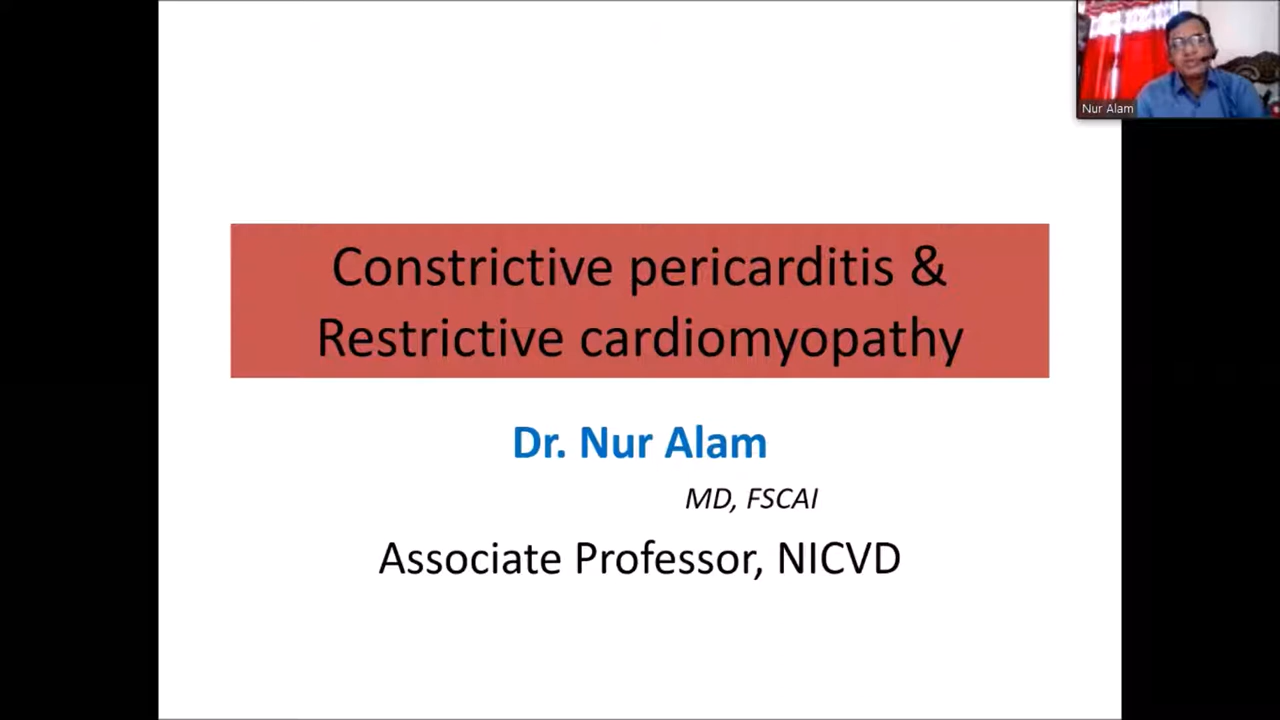 Nur Alam
Constrictive pericarditis &
Restrictive cardiomyopathy
Dr. Nur Alam
MD, FSCAI
Associate Professor, NICVD